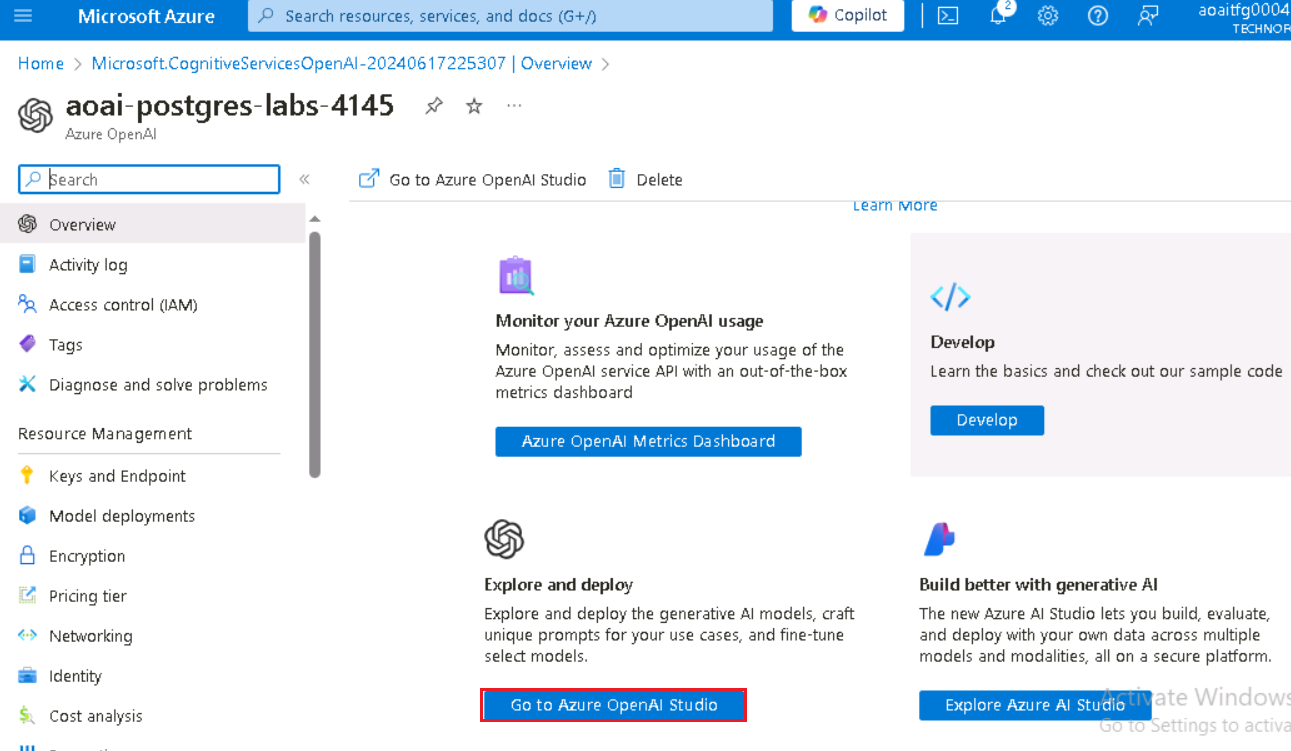 Microsoft Azure
Search resources, services, and docs (G+/)
Copilot
2
aoaitfg0004
TECHNOR
Home > Microsoft.CognitiveServicesOpenAI-20240617225307 | Overview >
aoai-postgres-labs-4145
Azure OpenAI
Search
Overview
Activity log
Access control (IAM)
Tags
Diagnose and solve problems
Resource Management
Keys and Endpoint
Model deployments
Encryption
Pricing tier
Networking
Identity
Cost analysis
Go to Azure OpenAI Studio
Delete
Learn More
Monitor your Azure OpenAI usage
Monitor, assess and optimize your usage of the
Azure OpenAI service API with an out-of-the-box
metrics dashboard
Azure OpenAI Metrics Dashboard
Develop
Learn the basics and check out our sample code
Develop
Explore and deploy
Explore and deploy the generative AI models, craft
unique prompts for your use cases, and fine-tune
select models.
Go to Azure OpenAI Studio
Build better with generative AI
The new Azure AI Studio lets you build, evaluate,
and deploy with your own data across multiple
models and modalities, all on a secure platform.
Explore Azure AI Studio
Activate Windows
Go to Settings to activa